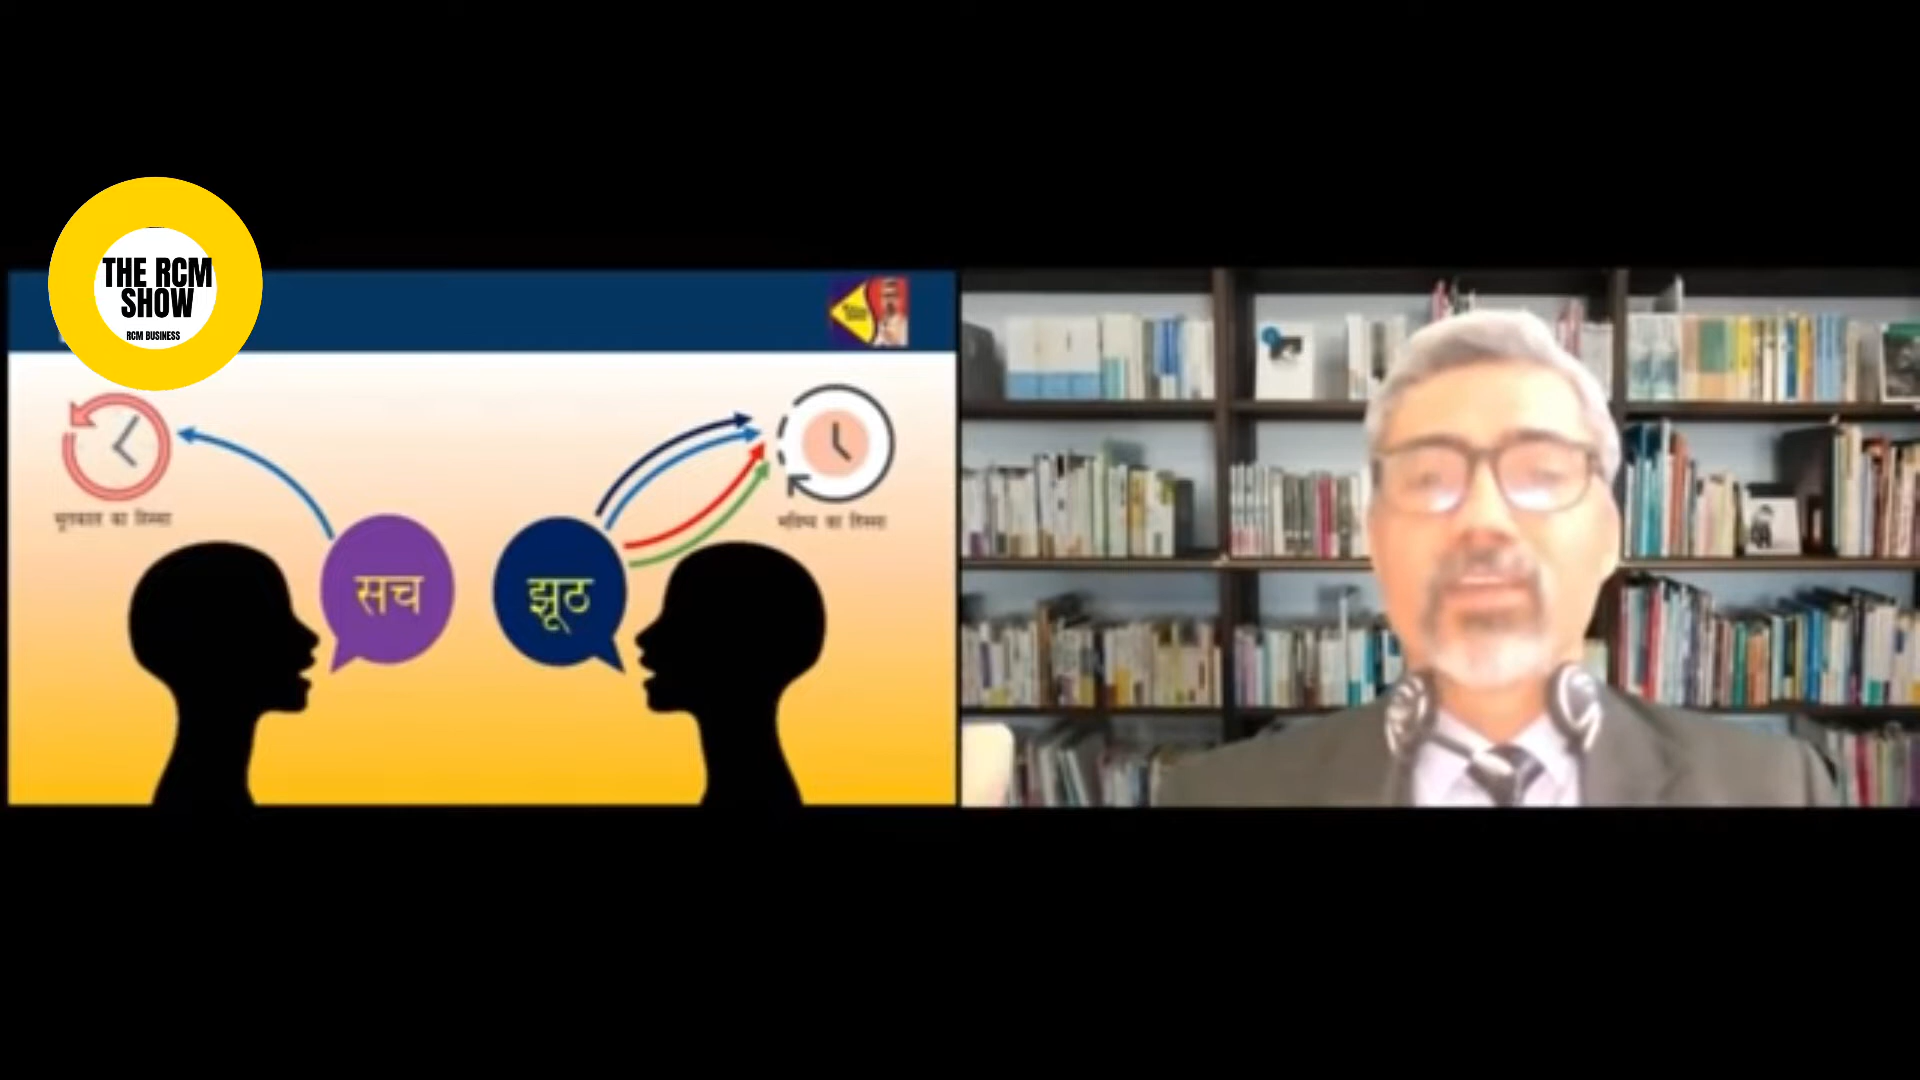 THE RCM
SHOW
RCM BUSINESS
भूतकाल का हिस्सा
भविष्य का हिस्सा
सच
झूठ